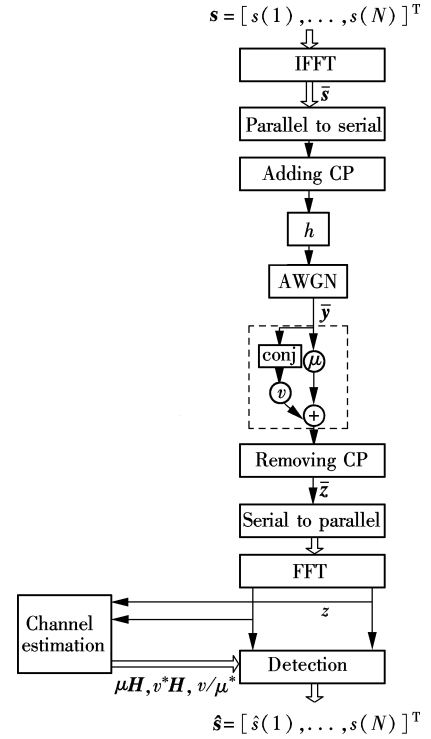 s = [ s(1) , . . . , s(N) ]ᵀ
IFFT
s̄
Parallel to serial
Adding CP
h
AWGN
ȳ
conj
μ
v
+
Removing CP
z̄
Serial to parallel
FFT
z
Channel
estimation
μH, v*H, v/μ*
Detection
ŝ = [ ŝ(1) , . . . , s(N) ]ᵀ